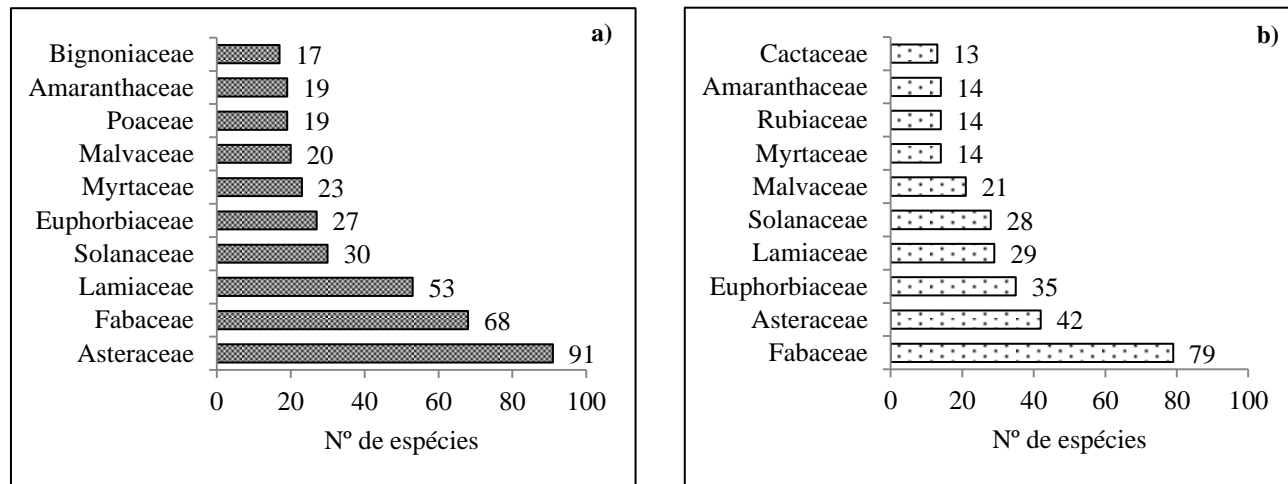 a)
Bignoniaceae 17
Amaranthaceae 19
Poaceae 19
Malvaceae 20
Myrtaceae 23
Euphorbiaceae 27
Solanaceae 30
Lamiaceae 53
Fabaceae 68
Asteraceae 91
0 20 40 60 80 100
Nº de espécies
b)
Cactaceae 13
Amaranthaceae 14
Rubiaceae 14
Myrtaceae 14
Malvaceae 21
Solanaceae 28
Lamiaceae 29
Euphorbiaceae 35
Asteraceae 42
Fabaceae 79
0 20 40 60 80 100
Nº de espécies